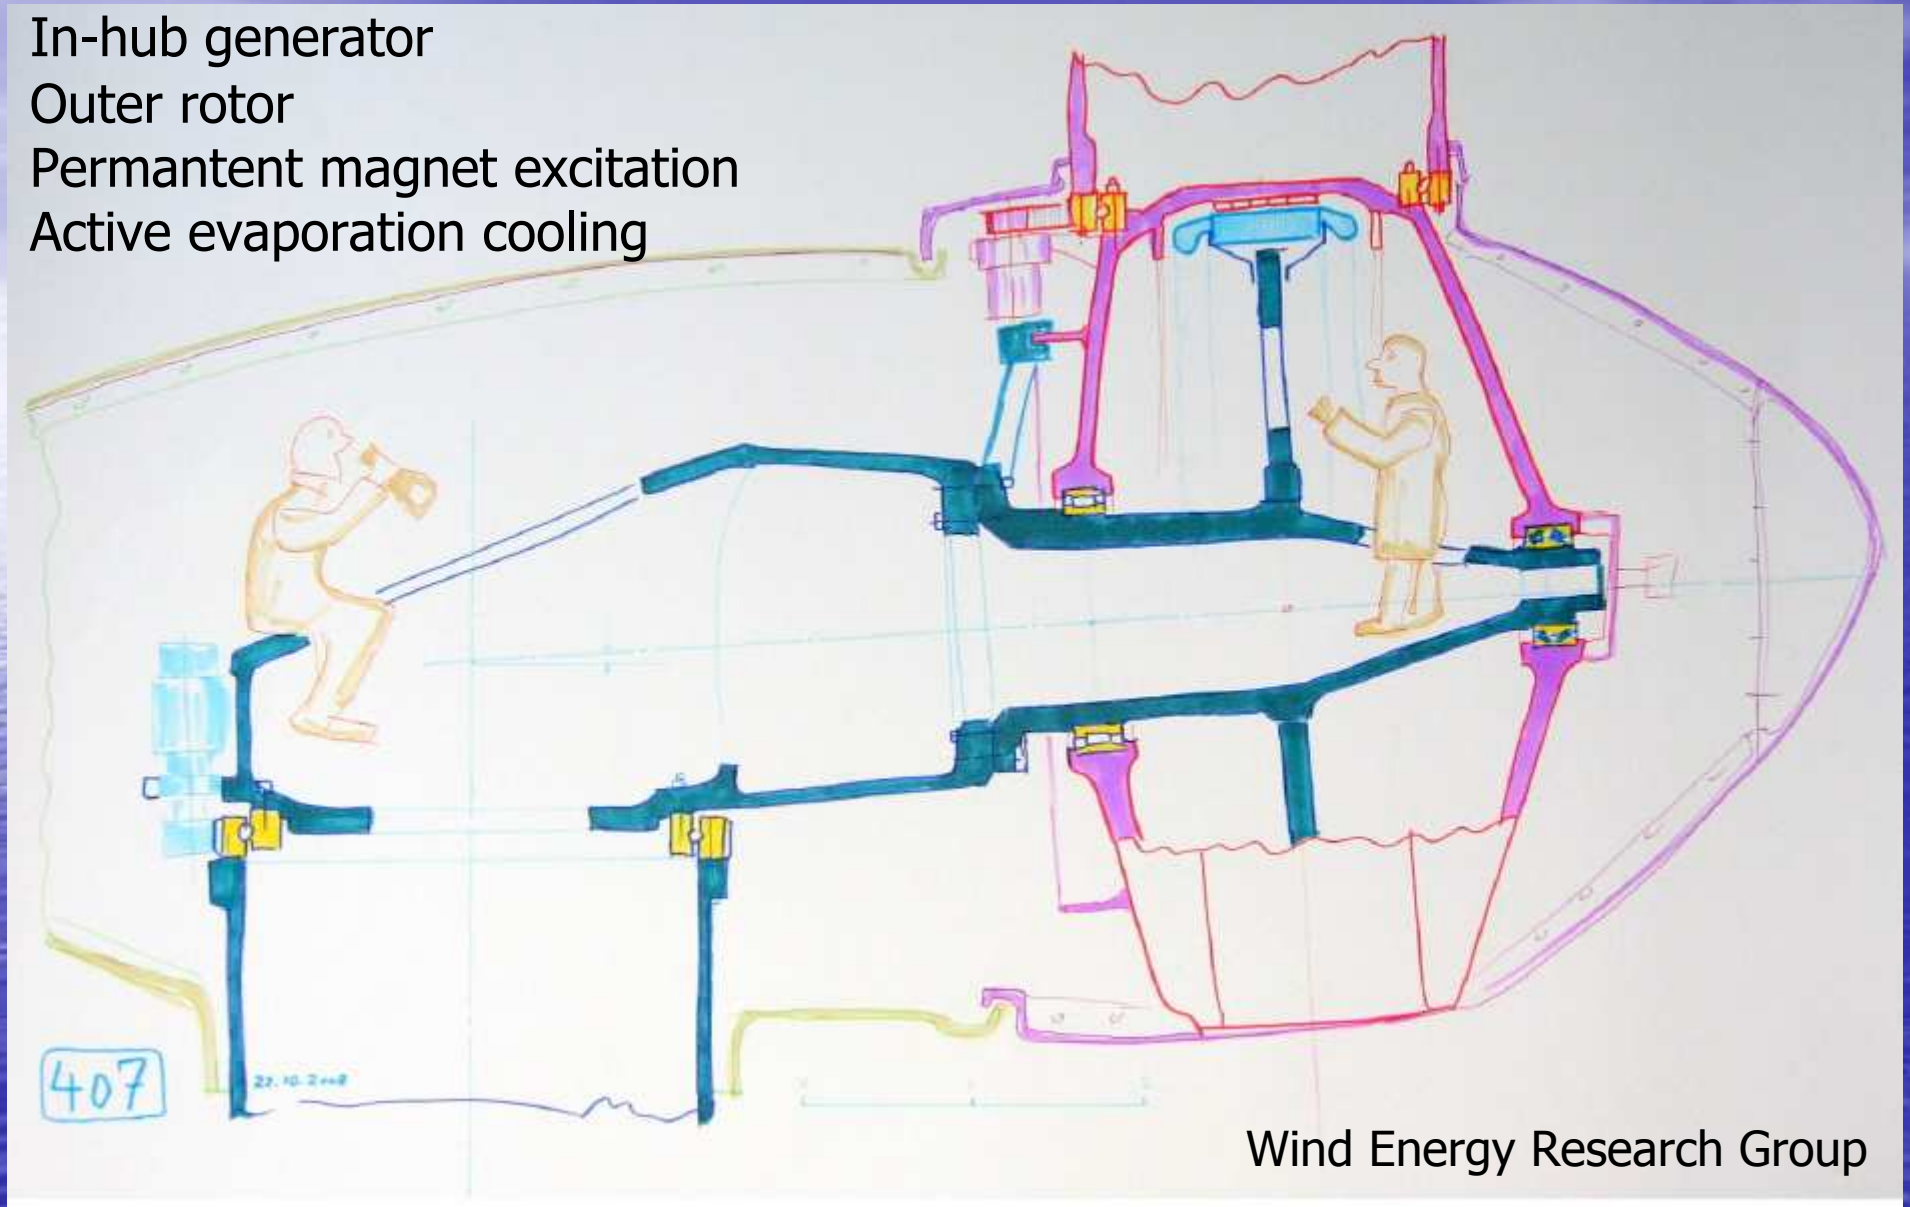 In-hub generator
Outer rotor
Permantent magnet excitation
Active evaporation cooling
407
Wind Energy Research Group